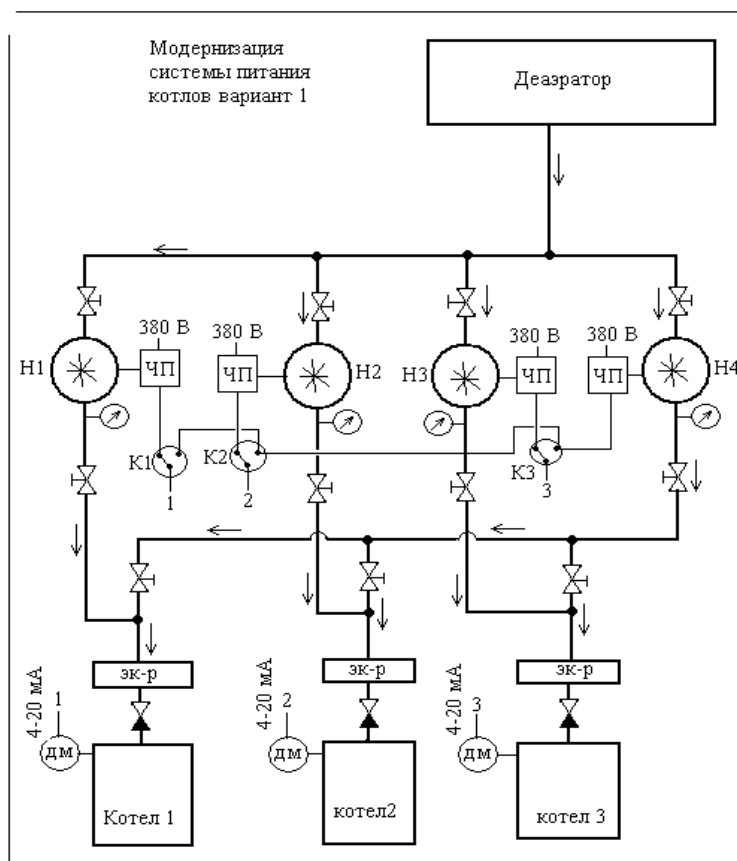 Модернизация
системы питания
котлов вариант 1
Деаэратор
380 В
380 В
380 В
380 В
Н1
ЧП
ЧП
Н2
Н3
ЧП
ЧП
Н4
К1
К2
К3
1
2
3
эк-р
эк-р
эк-р
4-20 мА
1
4-20 мА
2
4-20 мА
3
дм
дм
дм
Котел 1
котел2
котел 3